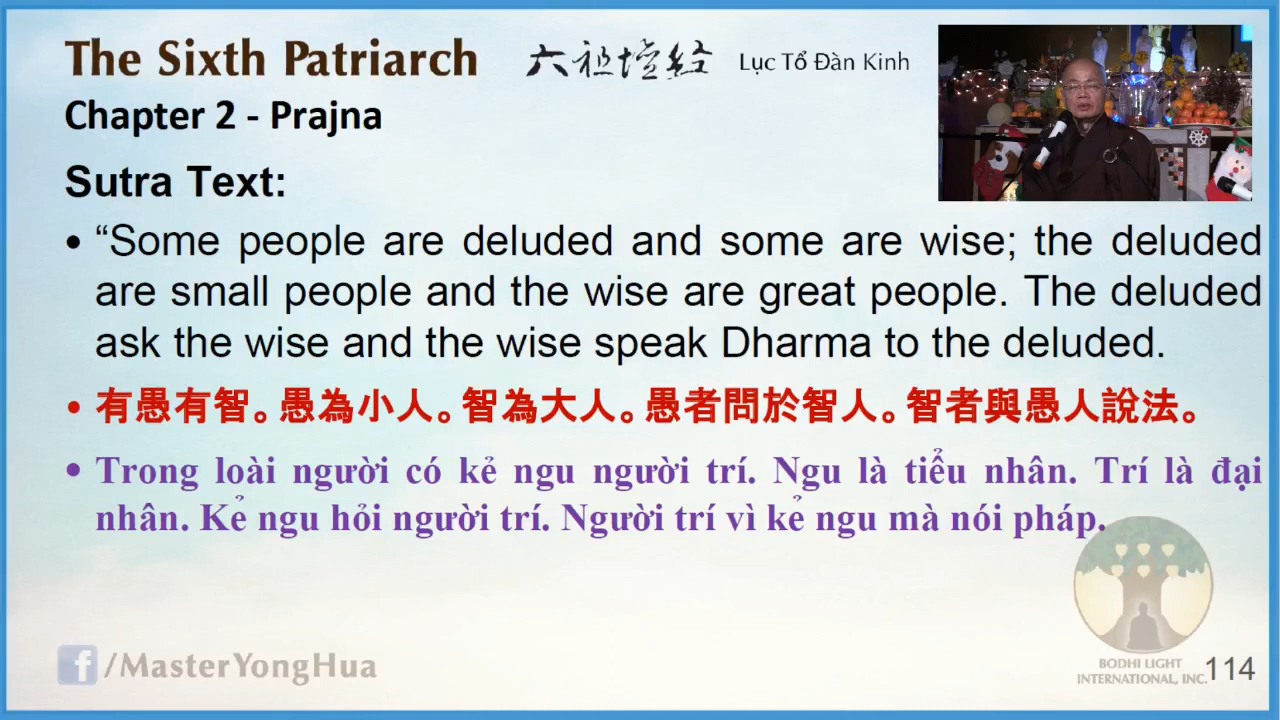 The Sixth Patriarch 六祖壇经 Lục Tổ Đàn Kinh
Chapter 2 - Prajna
Sutra Text:
• “Some people are deluded and some are wise; the deluded
are small people and the wise are great people. The deluded
ask the wise and the wise speak Dharma to the deluded.
• 有愚有智。愚為小人。智為大人。愚者問於智人。智者與愚人說法。
• Trong loài người có kẻ ngu người trí. Ngu là tiểu nhân. Trí là đại
nhân. Kẻ ngu hỏi người trí. Người trí vì kẻ ngu mà nói pháp.
f/MasterYongHua
BODHI LIGHT
INTERNATIONAL, INC.
114